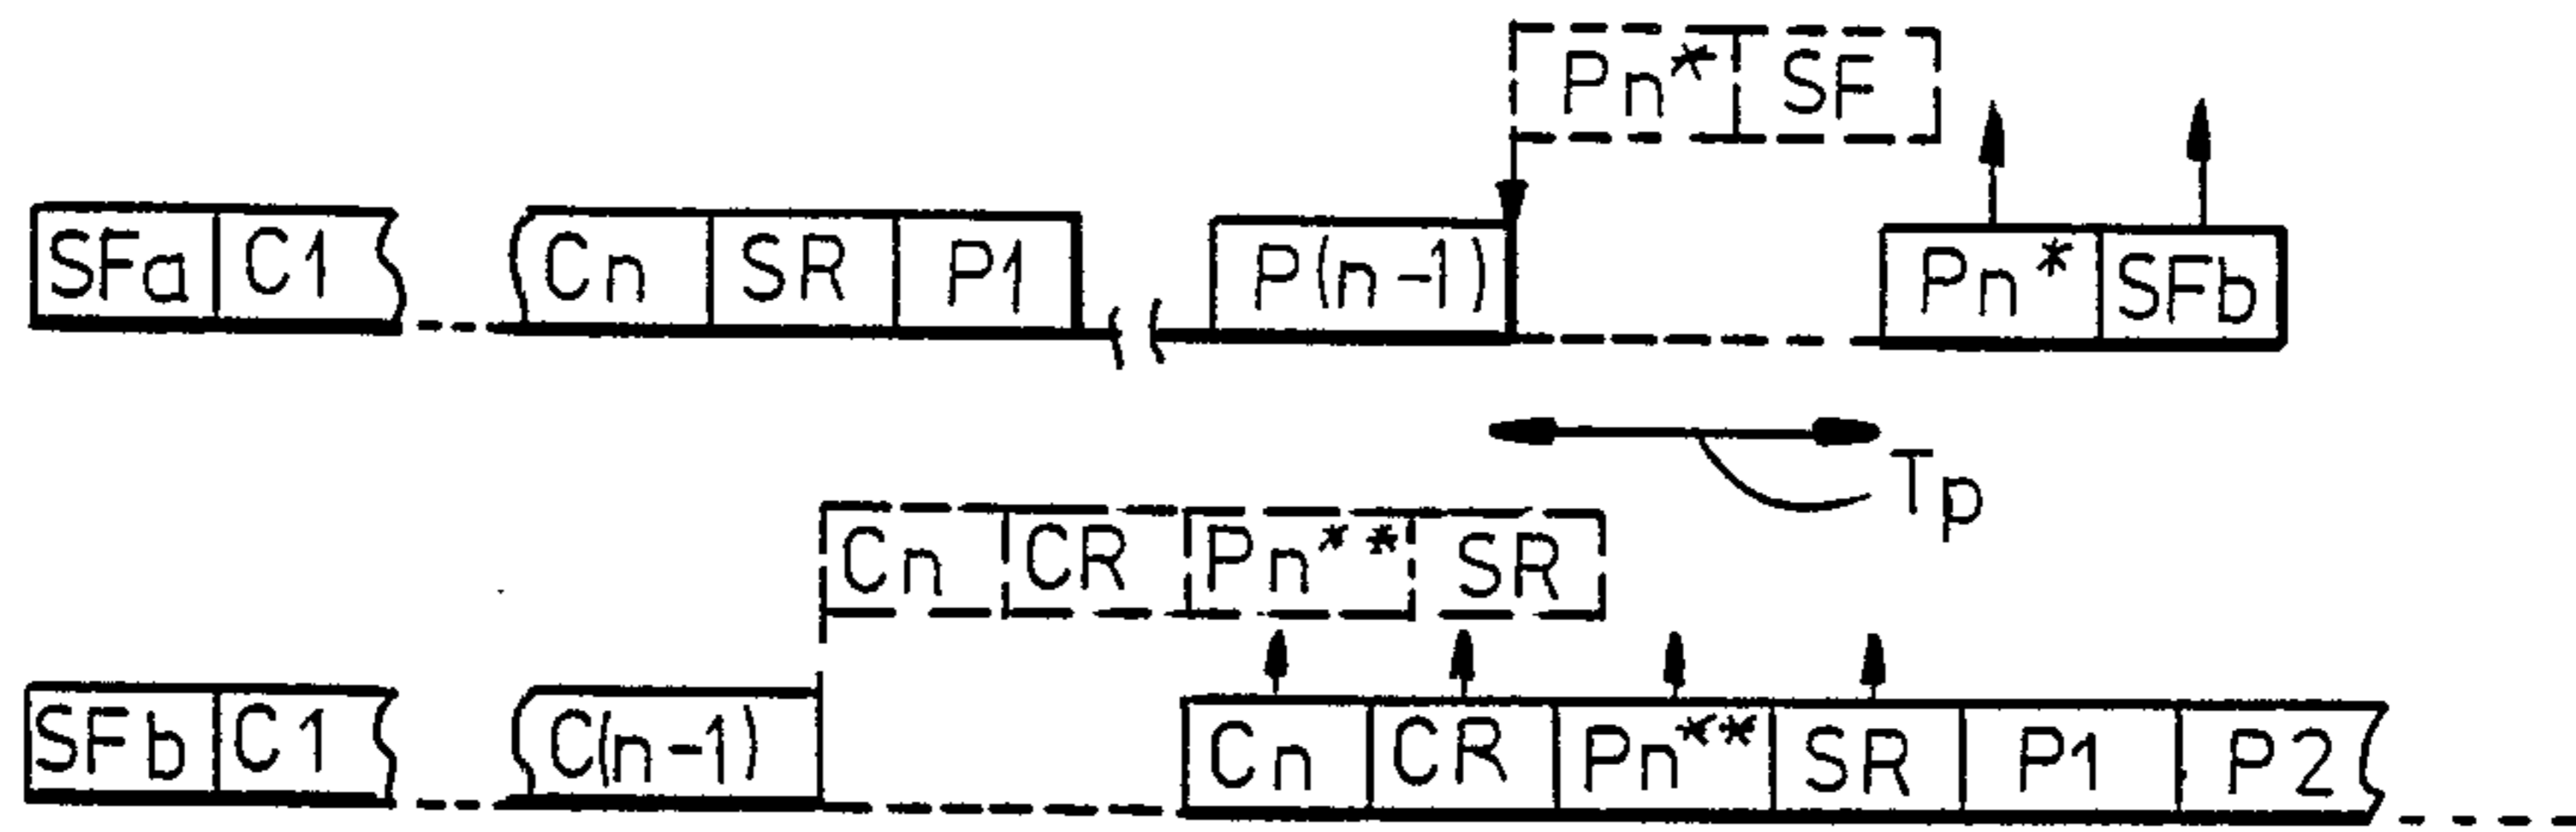 Pn* SF
SFa C1 Cn SR P1 P(n-1) Pn* SFb
Tp
Cn CR Pn** SR
SFb C1 C(n-1) Cn CR Pn** SR P1 P2